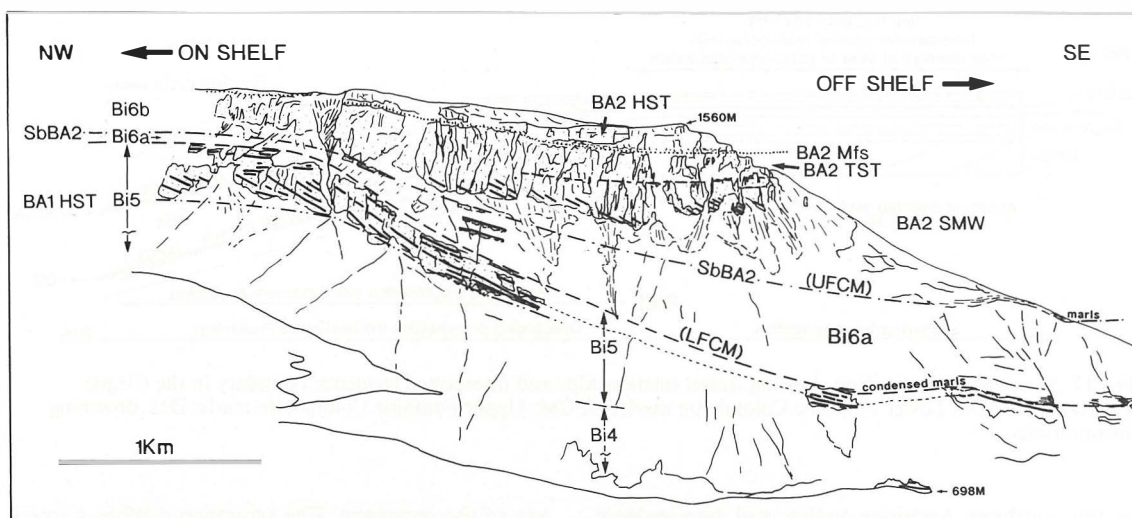 NW ← ON SHELF
SE
OFF SHELF →
BA2 HST
1560M
Bi6b
SbBA2
Bi6a
BA2 Mfs
BA2 TST
BA1 HST
Bi5
BA2 SMW
SbBA2
(UFCM)
marls
Bi6a
(LFCM)
Bi5
condensed marls
Bi4
1Km
698M